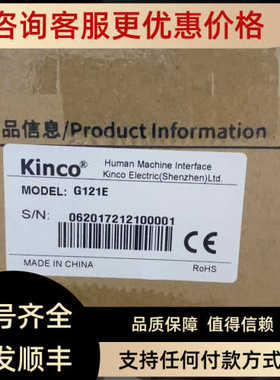 咨询客服更优惠价格
品信息/Product Information
Kinco®
Human Machine Interface
Kinco Electric(Shenzhen)Ltd.
MODEL: G121E
S/N: 062017212100001
CE
MADE IN CHINA
RoHS
号齐全
品质保障 值得信赖
发顺丰
支持任何付款方式